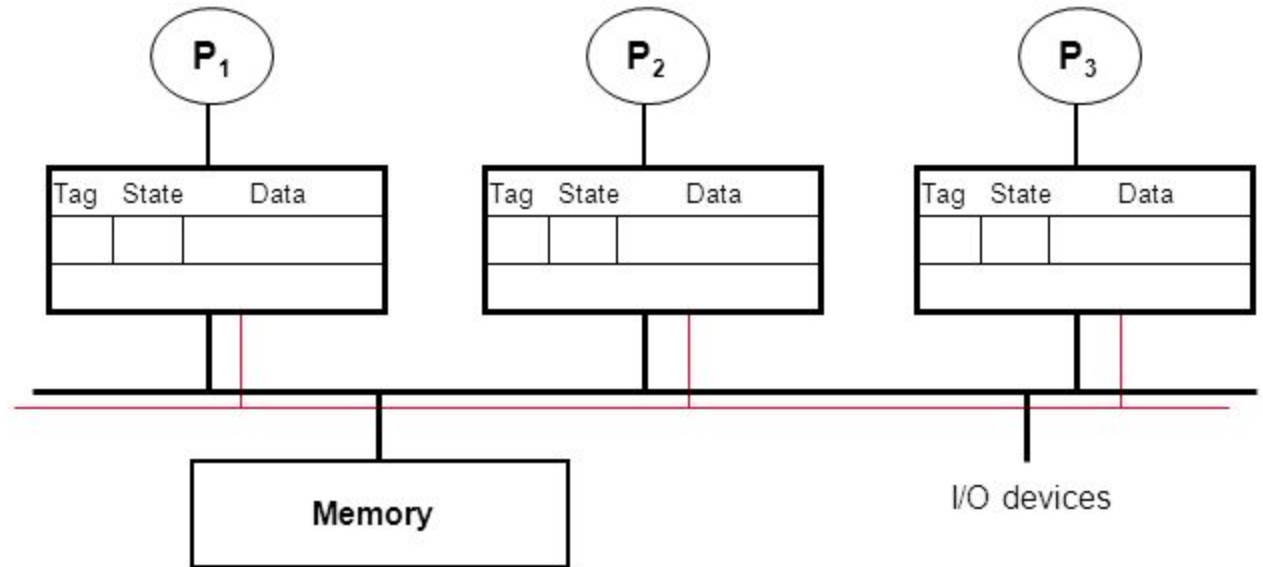 P₁
P₂
P₃
Tag State Data
Tag State Data
Tag State Data
Memory
I/O devices